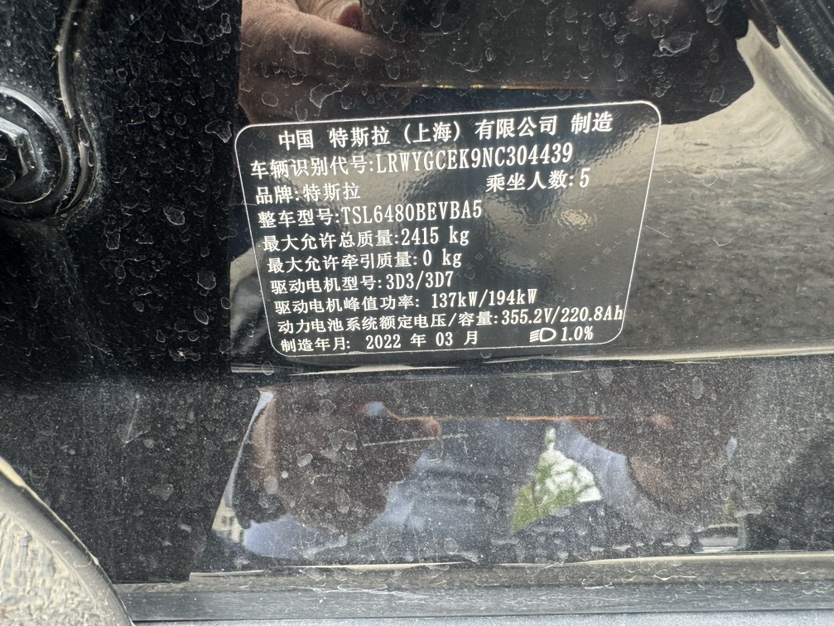 中国 特斯拉（上海）有限公司 制造
车辆识别代号:LRWYGCEK9NC304439
品牌:特斯拉 乘坐人数:5
整车型号:TSL6480BEVBA5
最大允许总质量:2415 kg
最大允许牵引质量:0 kg
驱动电机型号:3D3/3D7
驱动电机峰值功率: 137kW/194kW
动力电池系统额定电压/容量:355.2V/220.8Ah
制造年月: 2022 年 03 月 1.0%